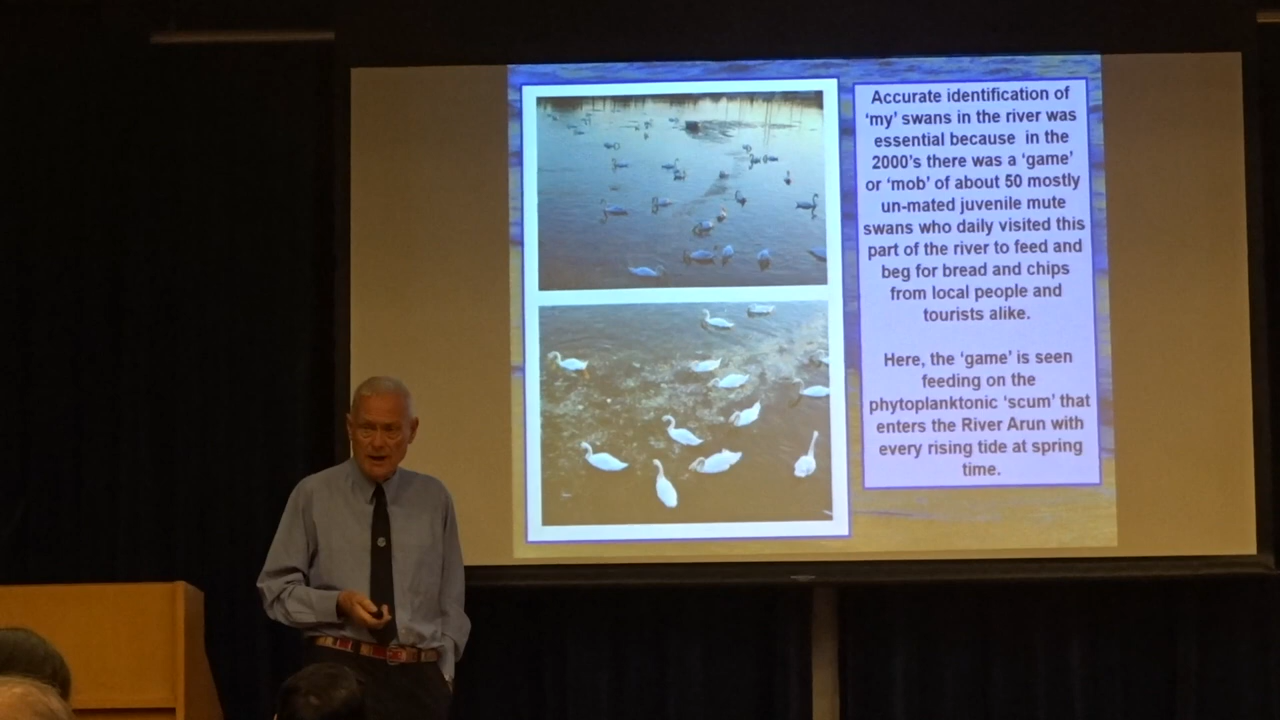 Accurate identification of
‘my’ swans in the river was
essential because in the
2000’s there was a ‘game’
or ‘mob’ of about 50 mostly
un-mated juvenile mute
swans who daily visited this
part of the river to feed and
beg for bread and chips
from local people and
tourists alike.
Here, the ‘game’ is seen
feeding on the
phytoplanktonic ‘scum’ that
enters the River Arun with
every rising tide at spring
time.